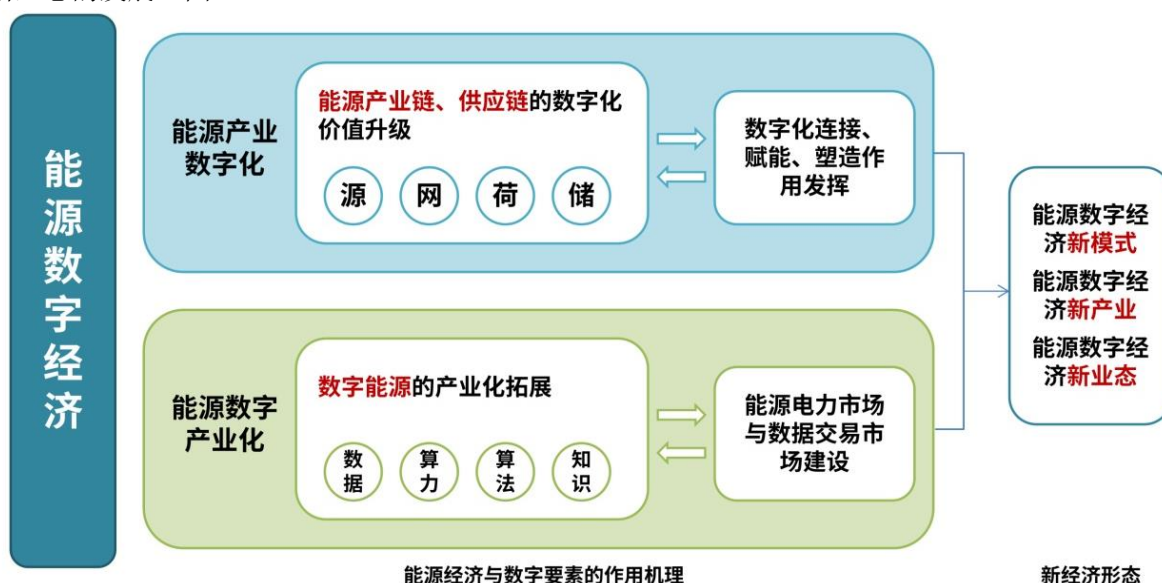 能源数字经济
能源产业
数字化
能源产业链、供应链的数字化
价值升级
源 网 荷 储
数字化连接、
赋能、塑造作
用发挥
能源数字
产业化
数字能源的产业化拓展
数据 算力 算法 知识
能源电力市场
与数据交易市
场建设
能源数字经
济新模式
能源数字经
济新产业
能源数字经
济新业态
能源经济与数字要素的作用机理
新经济形态